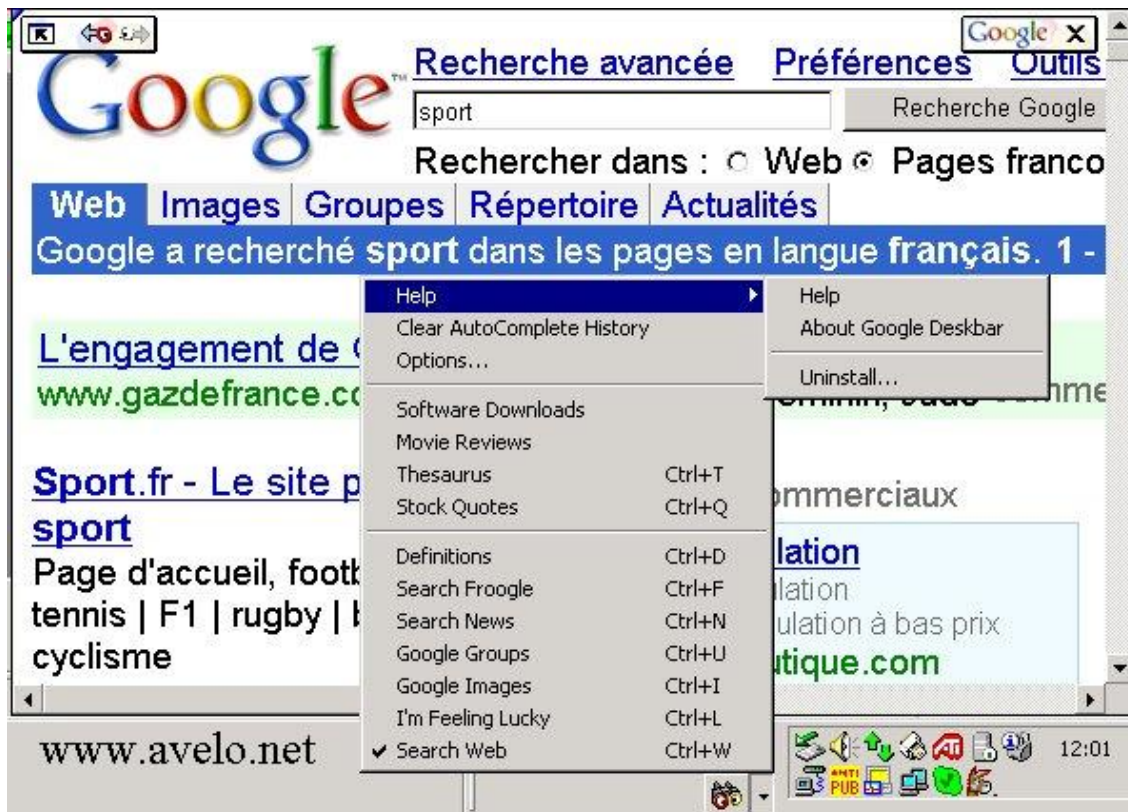 Google X
Google™
Recherche avancée Préférences Outils
sport
Recherche Google
Rechercher dans : Web Pages franco
Web Images Groupes Répertoire Actualités
Google a recherché sport dans les pages en langue français. 1 -
L'engagement de
www.gazdefrance.co
Help
Clear AutoComplete History
Options...
Software Downloads
Movie Reviews
Thesaurus Ctrl+T
Stock Quotes Ctrl+Q
Definitions Ctrl+D
Search Froogle Ctrl+F
Search News Ctrl+N
Google Groups Ctrl+U
Google Images Ctrl+I
I'm Feeling Lucky Ctrl+L
Search Web Ctrl+W
Help
About Google Deskbar
Uninstall...
Sport.fr - Le site p
sport
Page d'accueil, footb
tennis | F1 | rugby |
cyclisme
ommerciaux
lation
lation
ulation à bas prix
utique.com
www.avelo.net
ANTI
PUB
12:01